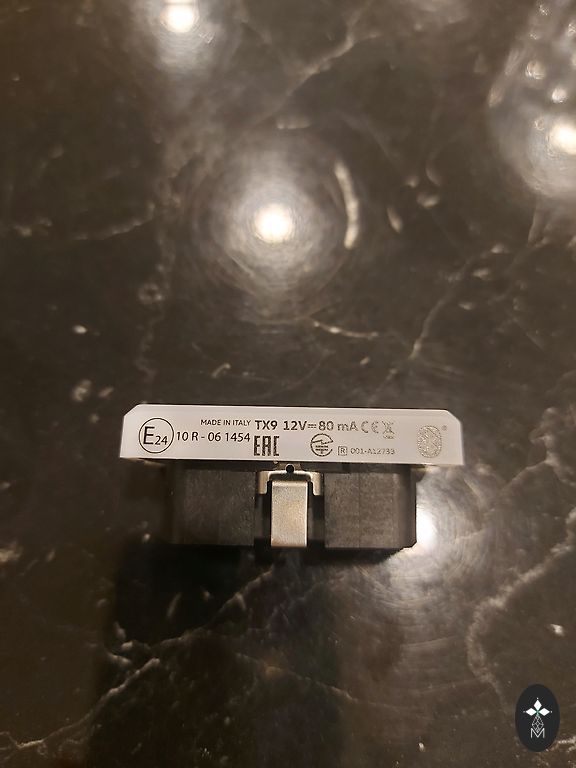 MADE IN ITALY TX9 12V⎓80 mA CE
E24 10 R - 06 1454 EAC
R 001-A12733
M